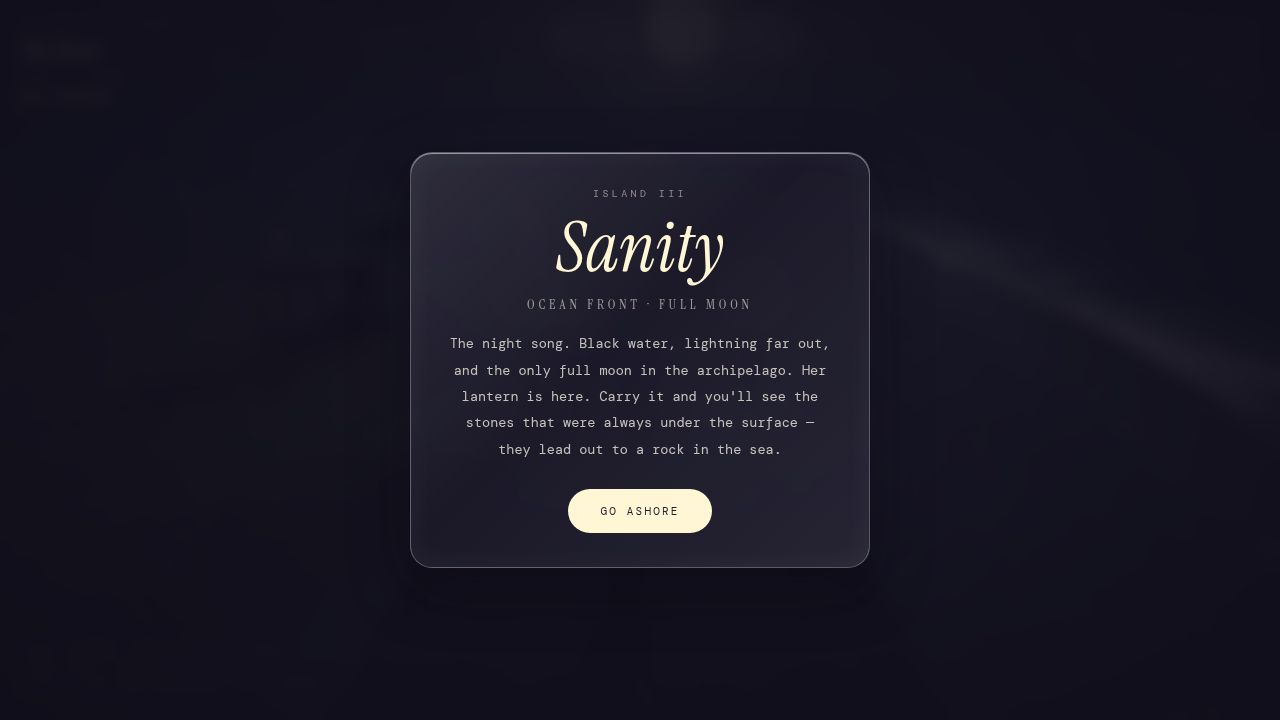 ISLAND III
Sanity
OCEAN FRONT · FULL MOON
The night song. Black water, lightning far out,
and the only full moon in the archipelago. Her
lantern is here. Carry it and you'll see the
stones that were always under the surface —
they lead out to a rock in the sea.
GO ASHORE